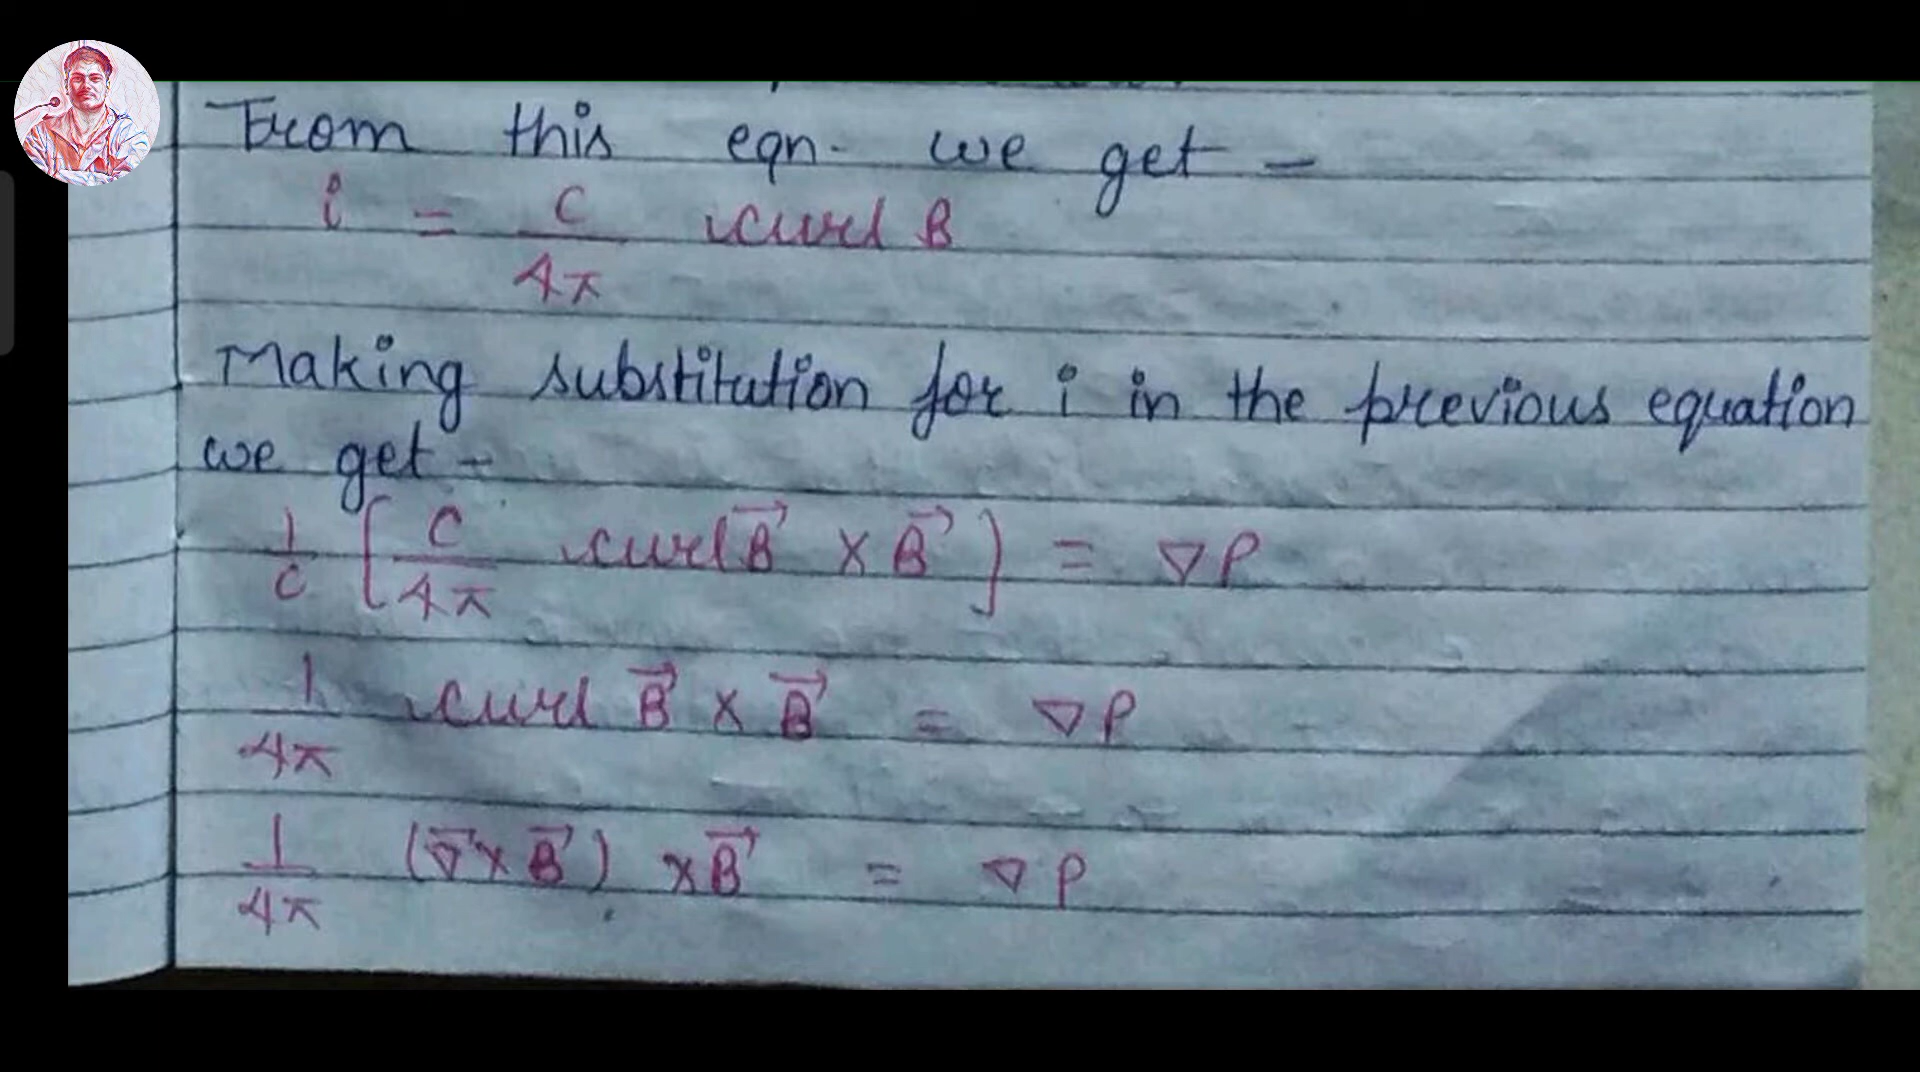 From this eqn. we get -
i = c/4π curl B
Making substitution for i in the previous equation
we get -
1/c [c/4π curl B⃗ × B⃗] = ∇P
1/4π curl B⃗ × B⃗ = ∇P
1/4π (∇⃗ × B⃗) × B⃗ = ∇P